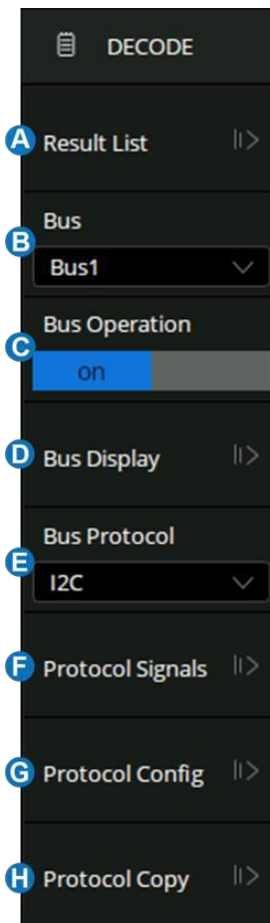 DECODE
A Result List
Bus
B Bus1
Bus Operation
C on
D Bus Display
Bus Protocol
E I2C
F Protocol Signals
G Protocol Config
H Protocol Copy